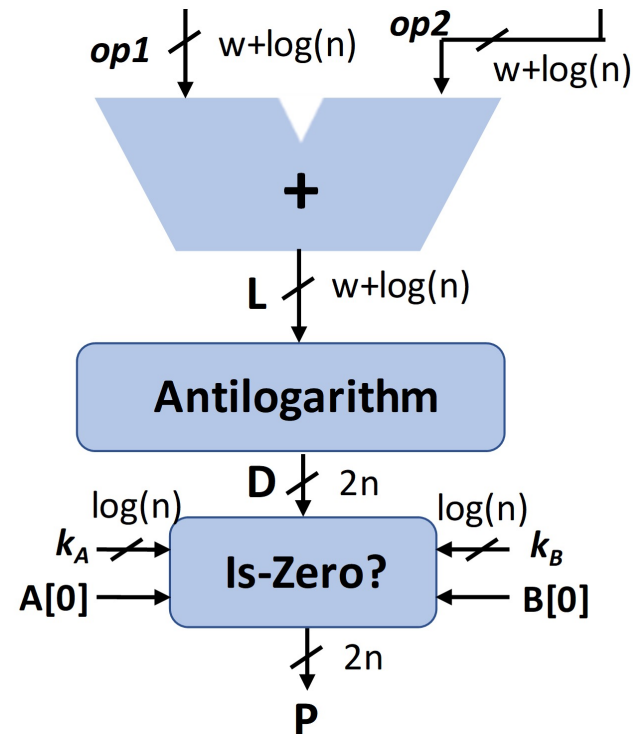 op1 w+log(n) op2
w+log(n)
+
L w+log(n)
Antilogarithm
D 2n
log(n) log(n)
kA kB
Is-Zero?
A[0] B[0]
2n
P